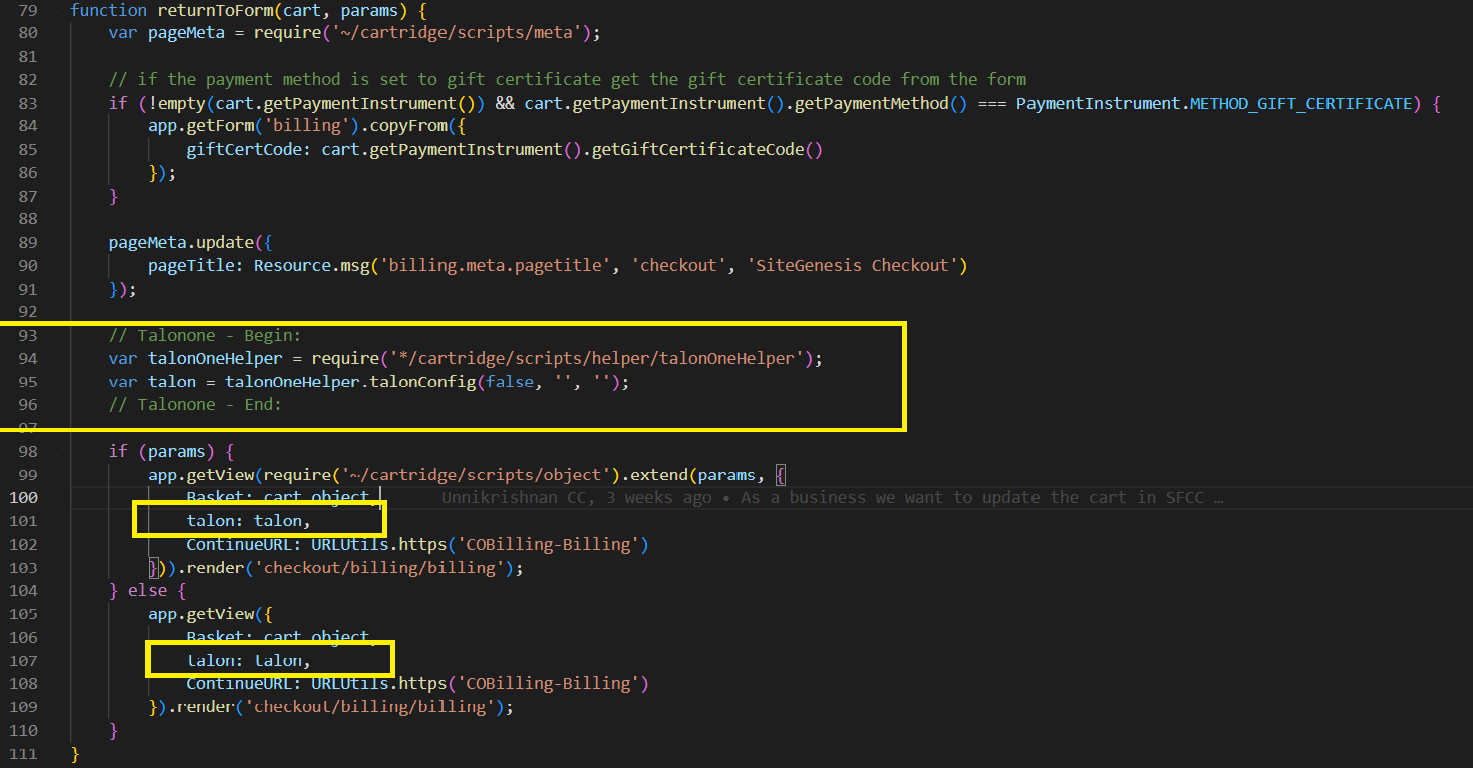 79 function returnToForm(cart, params) {
80 var pageMeta = require('~/cartridge/scripts/meta');
81
82 // if the payment method is set to gift certificate get the gift certificate code from the form
83 if (!empty(cart.getPaymentInstrument()) && cart.getPaymentInstrument().getPaymentMethod() === PaymentInstrument.METHOD_GIFT_CERTIFICATE) {
84 app.getForm('billing').copyFrom({
85 giftCertCode: cart.getPaymentInstrument().getGiftCertificateCode()
86 });
87 }
88
89 pageMeta.update({
90 pageTitle: Resource.msg('billing.meta.pagetitle', 'checkout', 'SiteGenesis Checkout')
91 });
92
93 // Talonone - Begin:
94 var talonOneHelper = require('*/cartridge/scripts/helper/talonOneHelper');
95 var talon = talonOneHelper.talonConfig(false, '', '');
96 // Talonone - End:
97
98 if (params) {
99 app.getView(require('~/cartridge/scripts/object').extend(params, {
100 Basket: cart.object, Unnikrishnan CC, 3 weeks ago • As a business we want to update the cart in SFCC …
101 talon: talon,
102 ContinueURL: URLUtils.https('COBilling-Billing')
103 })).render('checkout/billing/billing');
104 } else {
105 app.getView({
106 Basket: cart.object,
107 talon: talon,
108 ContinueURL: URLUtils.https('COBilling-Billing')
109 }).render('checkout/billing/billing');
110 }
111 }